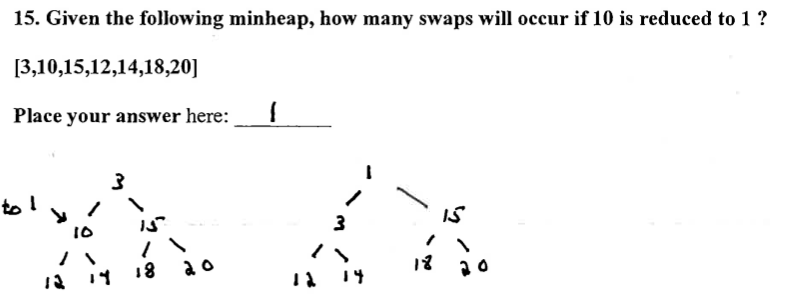 15. Given the following minheap, how many swaps will occur if 10 is reduced to 1 ?
[3,10,15,12,14,18,20]
Place your answer here: 1
3 1
to 1 10 15 3 15
12 14 18 20 12 14 18 20